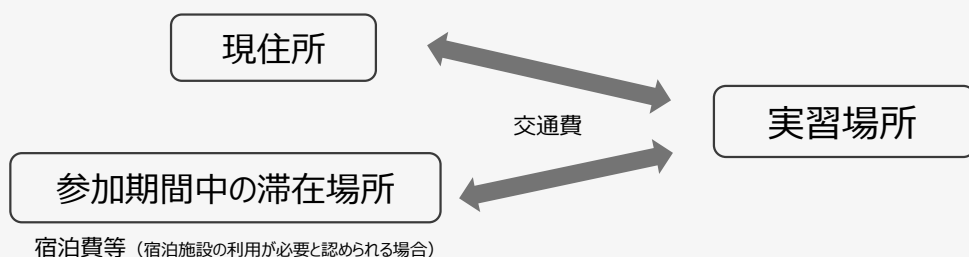 現住所
交通費
実習場所
参加期間中の滞在場所
宿泊費等（宿泊施設の利用が必要と認められる場合）